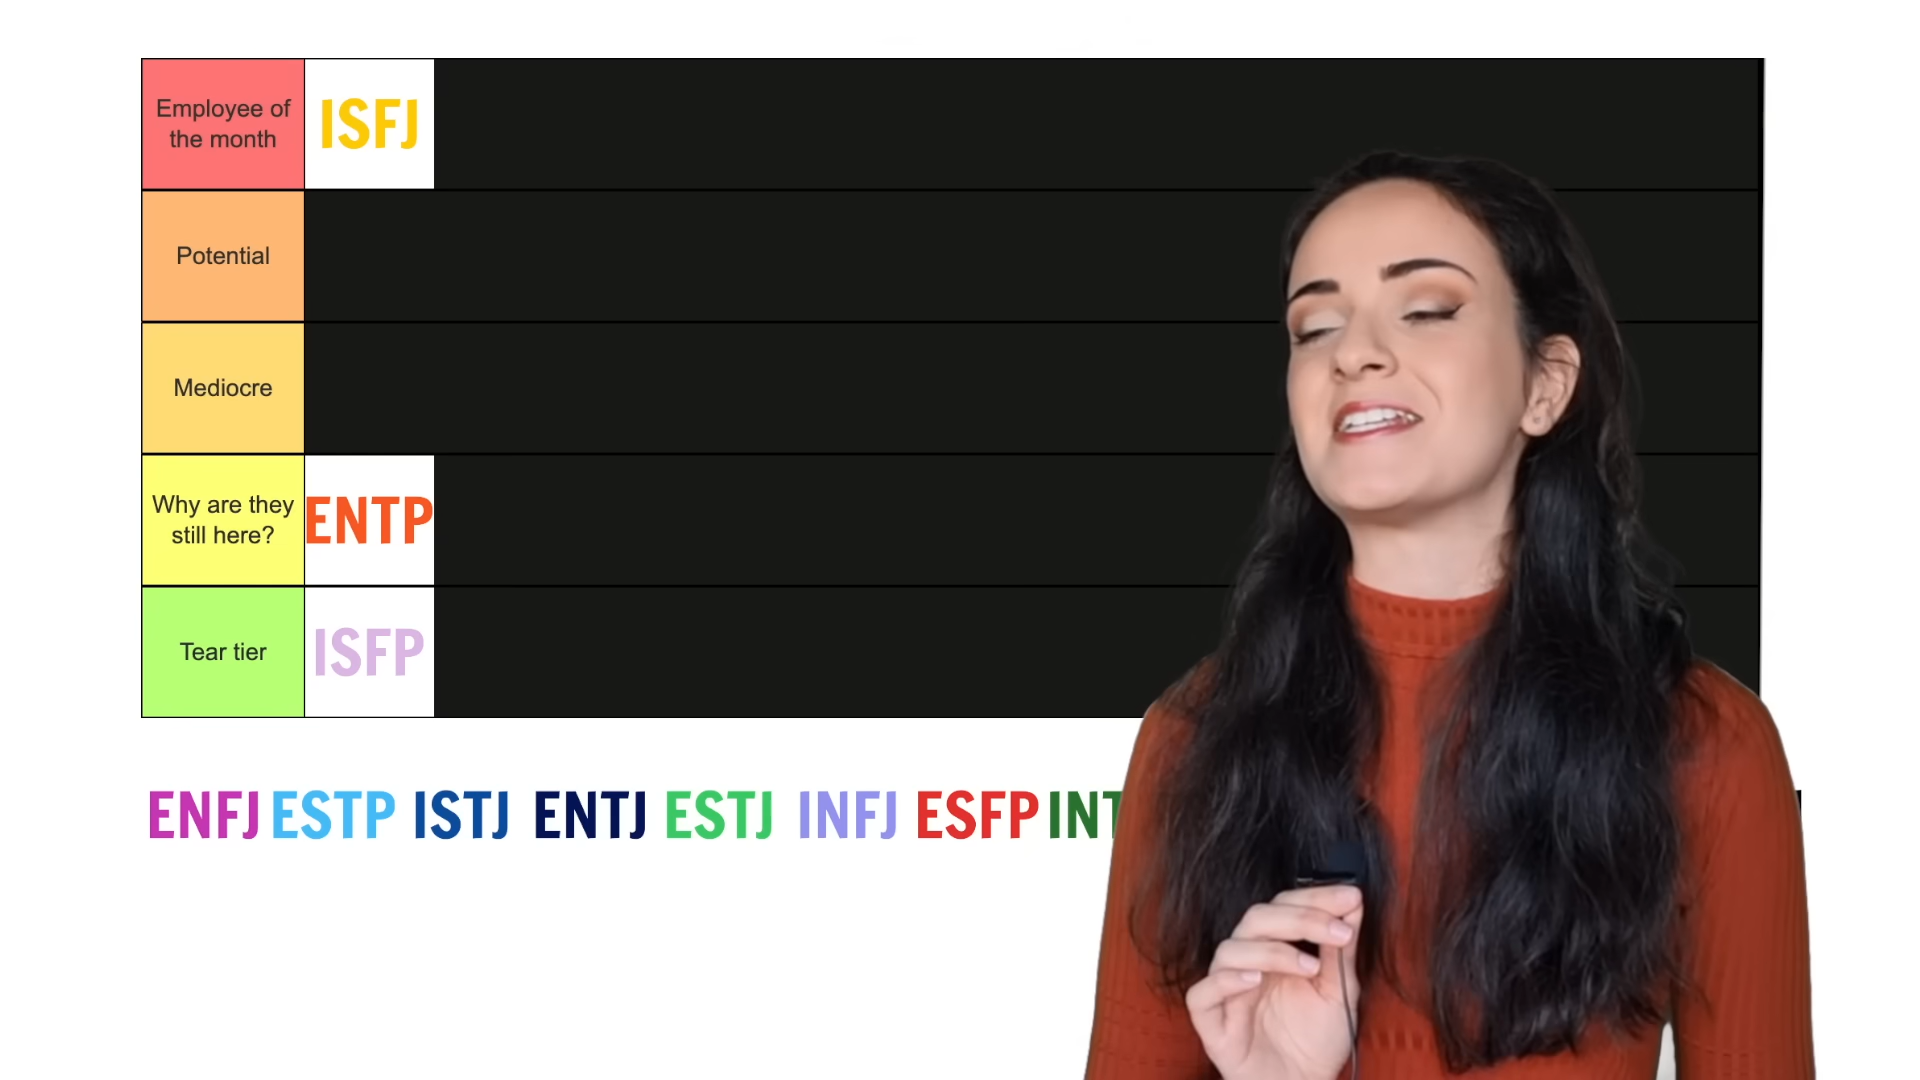 Employee of
the month
ISFJ
Potential
Mediocre
Why are they
still here?
ENTP
Tear tier
ISFP
ENFJ ESTP ISTJ ENTJ ESTJ INFJ ESFP INT